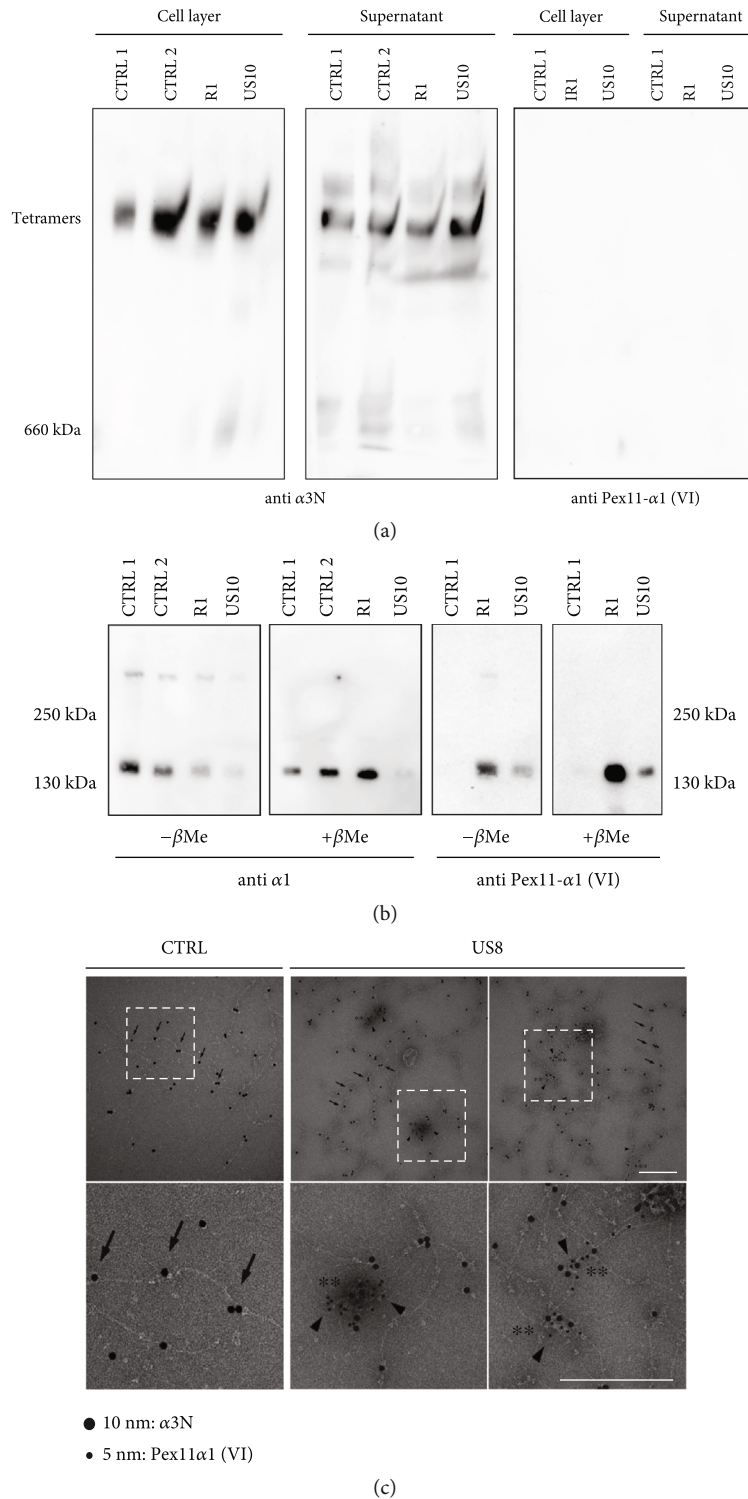 Cell layer Supernatant Cell layer Supernatant
CTRL 1 CTRL 2 R1 US10 CTRL 1 CTRL 2 R1 US10 CTRL 1 IR1 US10 CTRL 1 R1 US10
Tetramers
660 kDa
anti α3N anti Pex11-α1 (VI)
(a)
CTRL 1 CTRL 2 R1 US10 CTRL 1 CTRL 2 R1 US10 CTRL 1 R1 US10 CTRL 1 R1 US10
250 kDa 250 kDa
130 kDa 130 kDa
−βMe +βMe −βMe +βMe
anti α1 anti Pex11-α1 (VI)
(b)
CTRL US8
** **
**
10 nm: α3N
5 nm: Pex11α1 (VI)
(c)